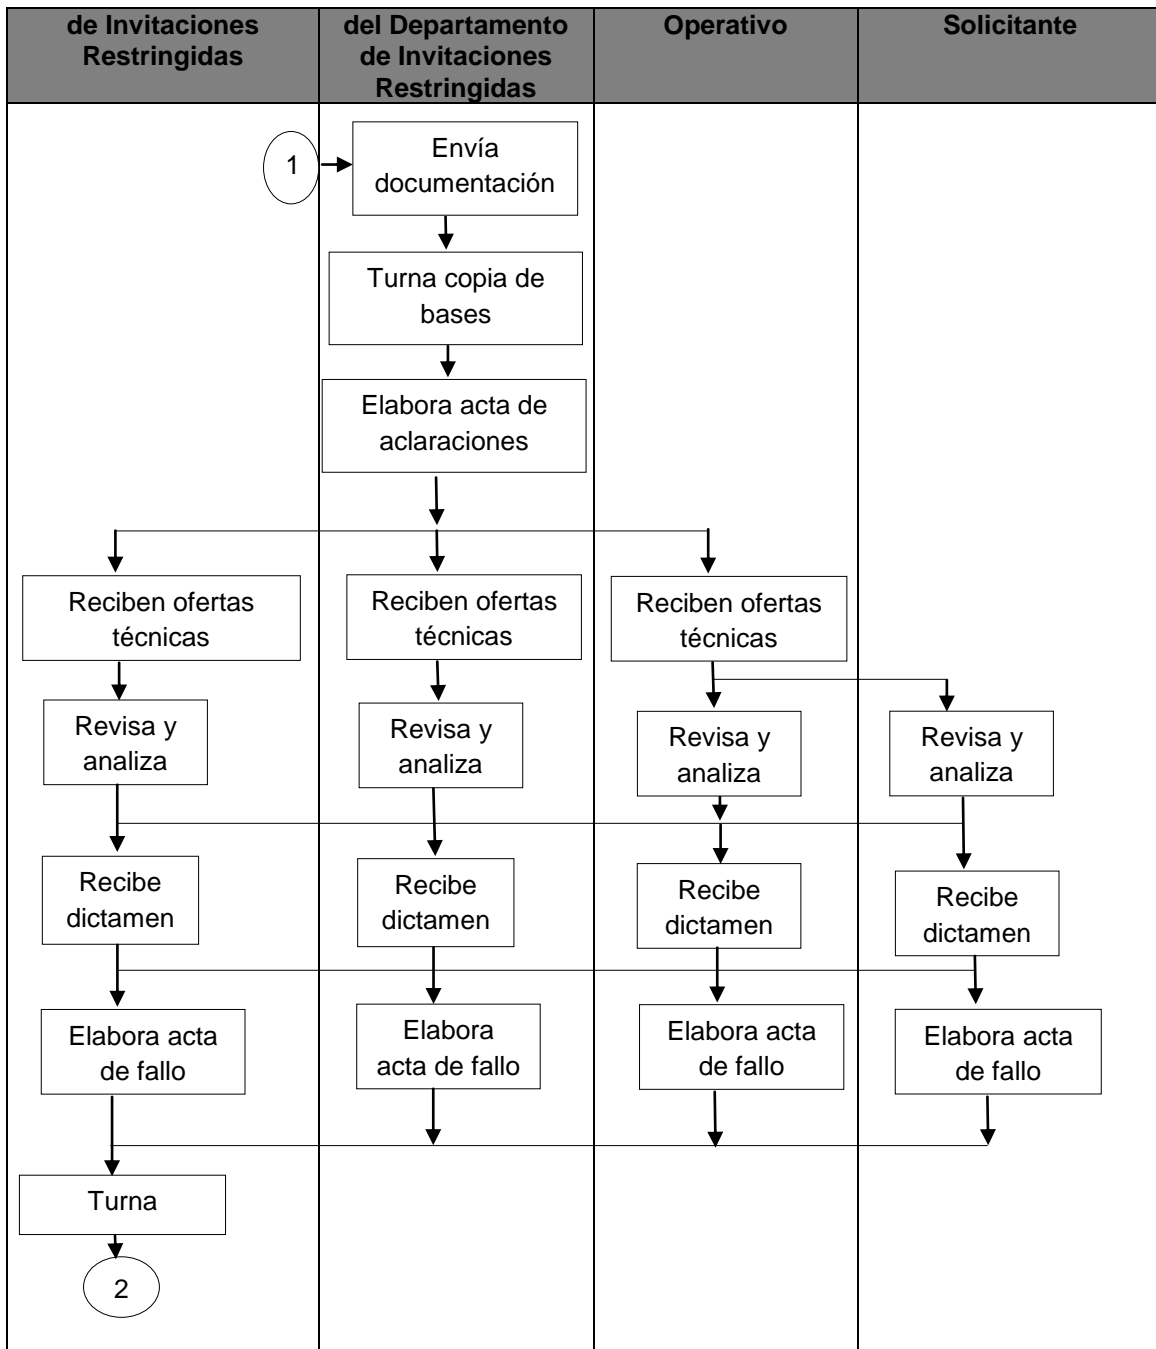 de Invitaciones
Restringidas
del Departamento
de Invitaciones
Restringidas
Operativo
Solicitante
1
Envía
documentación
Turna copia de
bases
Elabora acta de
aclaraciones
Reciben ofertas
técnicas
Reciben ofertas
técnicas
Reciben ofertas
técnicas
Revisa y
analiza
Revisa y
analiza
Revisa y
analiza
Revisa y
analiza
Recibe
dictamen
Recibe
dictamen
Recibe
dictamen
Recibe
dictamen
Elabora acta
de fallo
Elabora
acta de fallo
Elabora acta
de fallo
Elabora acta
de fallo
Turna
2